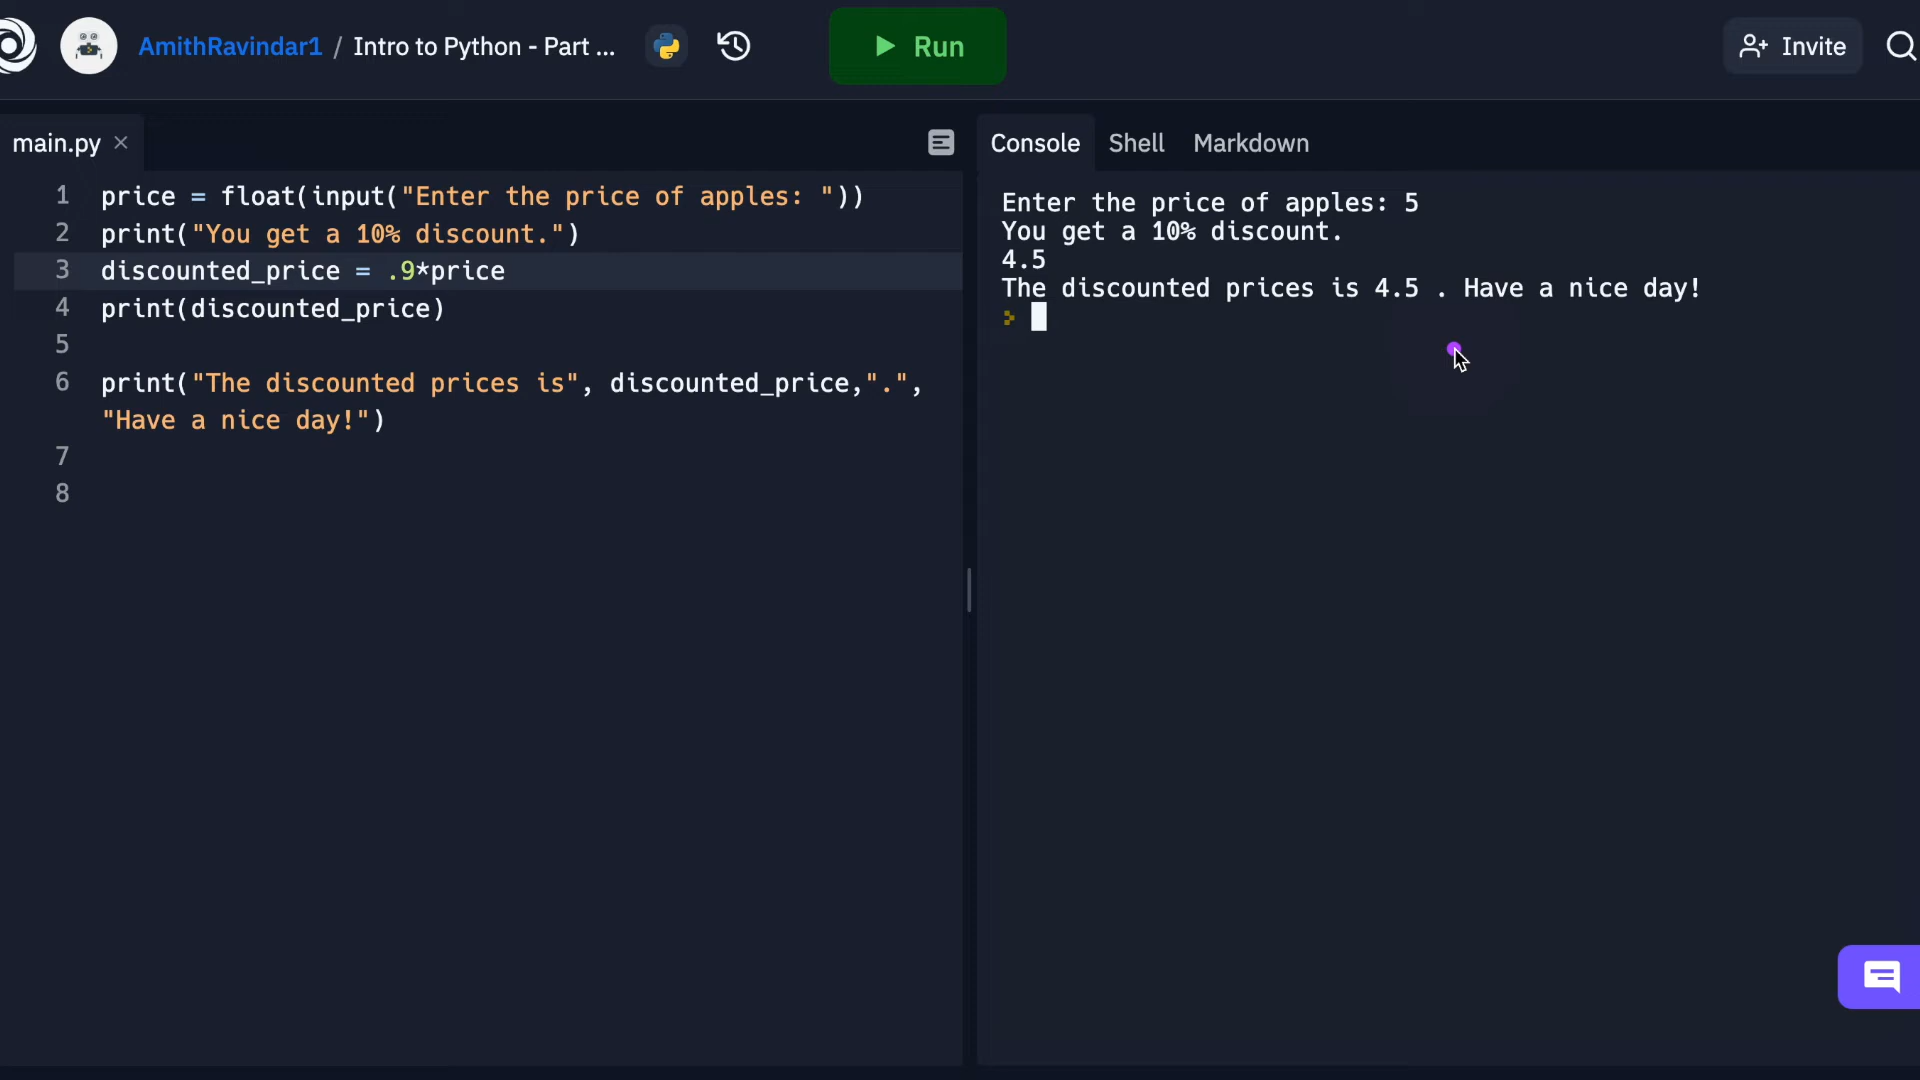 AmithRavindar1 / Intro to Python - Part ...
Run
Invite
main.py
Console Shell Markdown
1 price = float(input("Enter the price of apples: "))
2 print("You get a 10% discount.")
3 discounted_price = .9*price
4 print(discounted_price)
5
6 print("The discounted prices is", discounted_price,".",
"Have a nice day!")
7
8
Enter the price of apples: 5
You get a 10% discount.
4.5
The discounted prices is 4.5 . Have a nice day!